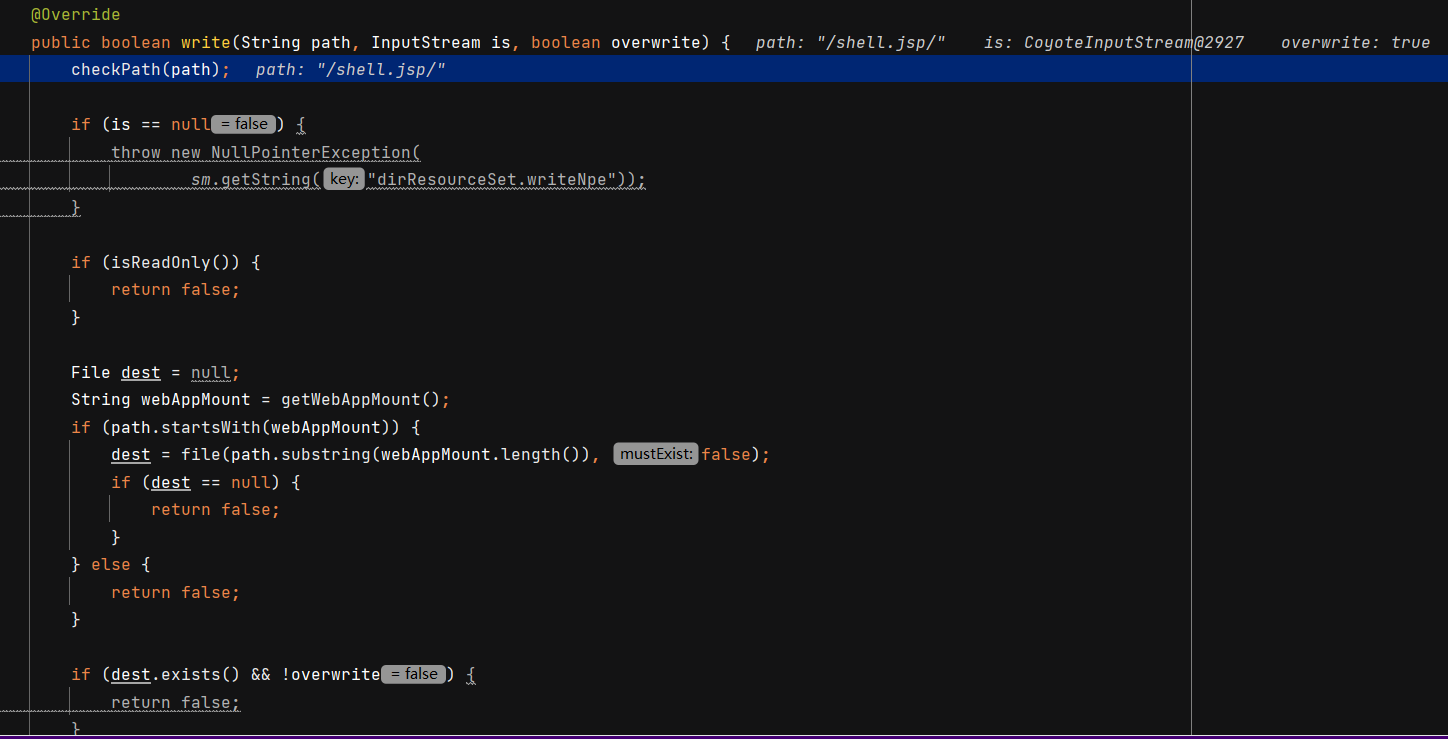 @Override
public boolean write(String path, InputStream is, boolean overwrite) {   path: "/shell.jsp/"    is: CoyoteInputStream@2927    overwrite: true
    checkPath(path);   path: "/shell.jsp/"
    if (is == null = false ) {
        throw new NullPointerException(
                sm.getString( key: "dirResourceSet.writeNpe"));
    }
    if (isReadOnly()) {
        return false;
    }
    File dest = null;
    String webAppMount = getWebAppMount();
    if (path.startsWith(webAppMount)) {
        dest = file(path.substring(webAppMount.length()), mustExist: false);
        if (dest == null) {
            return false;
        }
    } else {
        return false;
    }
    if (dest.exists() && !overwrite = false ) {
        return false;
    }